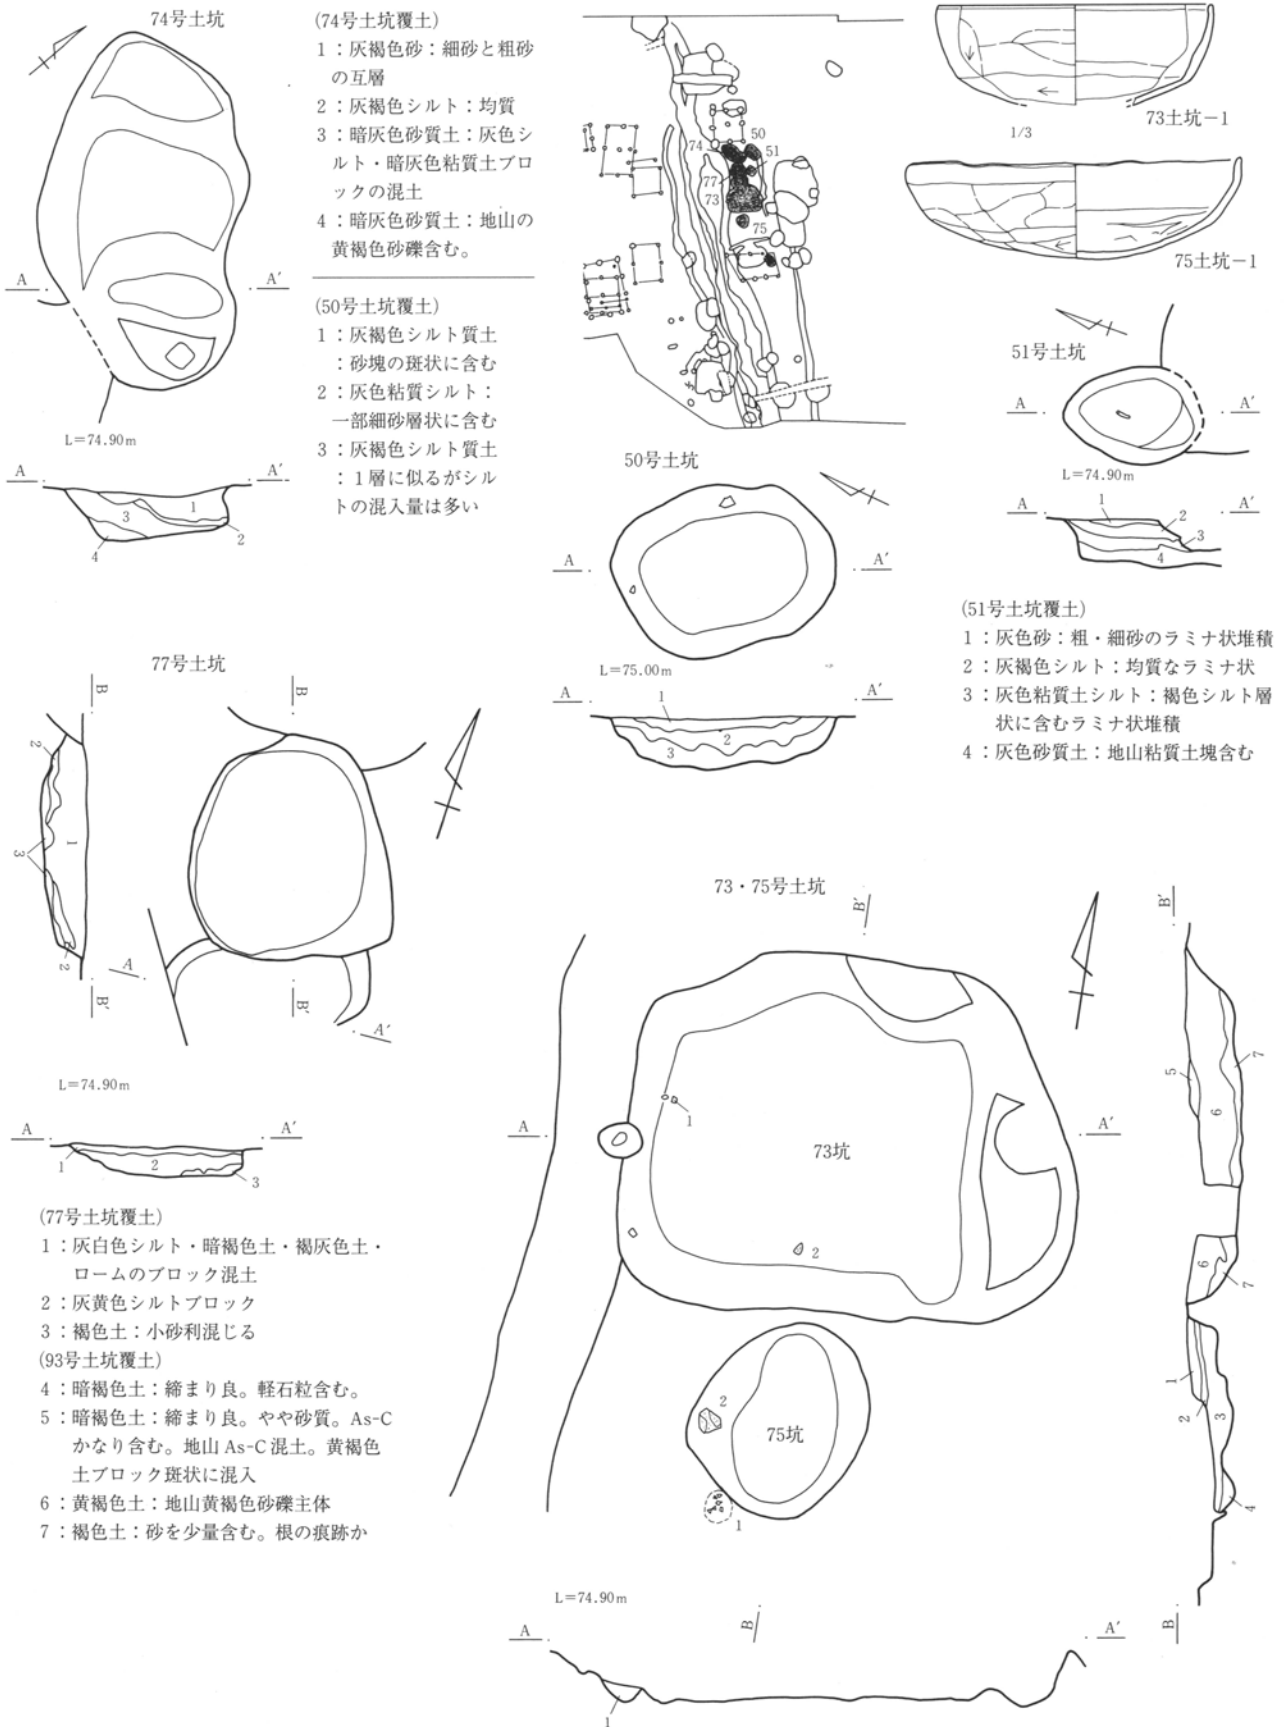 74号土坑
(74号土坑覆土)
1：灰褐色砂：細砂と粗砂
の互層
2：灰褐色シルト：均質
3：暗灰色砂質土：灰色シ
ルト・暗灰色粘質土ブロ
ックの混土
4：暗灰色砂質土：地山の
黄褐色砂礫含む。
A
A′
L=74.90m
A
A′
1
2
3
4
(50号土坑覆土)
1：灰褐色シルト質土
：砂塊の斑状に含む
2：灰色粘質シルト：
一部細砂層状に含む
3：灰褐色シルト質土
：1層に似るがシル
トの混入量は多い
50
74
51
77
73
75
73土坑−1
1/3
75土坑−1
51号土坑
A
A′
L=74.90m
A
A′
1
2
3
4
(51号土坑覆土)
1：灰色砂：粗・細砂のラミナ状堆積
2：灰褐色シルト：均質なラミナ状
3：灰色粘質土シルト：褐色シルト層
状に含むラミナ状堆積
4：灰色砂質土：地山粘質土塊含む
50号土坑
A
A′
L=75.00m
A
A′
1
2
3
77号土坑
B
B
2
1
3
2
B′
B′
A
A′
L=74.90m
A
A′
1
2
3
(77号土坑覆土)
1：灰白色シルト・暗褐色土・褐灰色土・
ロームのブロック混土
2：灰黄色シルトブロック
3：褐色土：小砂利混じる
(93号土坑覆土)
4：暗褐色土：締まり良。軽石粒含む。
5：暗褐色土：締まり良。やや砂質。As-C
かなり含む。地山 As-C 混土。黄褐色
土ブロック斑状に混入
6：黄褐色土：地山黄褐色砂礫主体
7：褐色土：砂を少量含む。根の痕跡か
73・75号土坑
B′
B′
A
A′
1
73坑
2
2
75坑
1
5
6
7
6
7
1
2
3
4
L=74.90m
B
B
A
A′
1